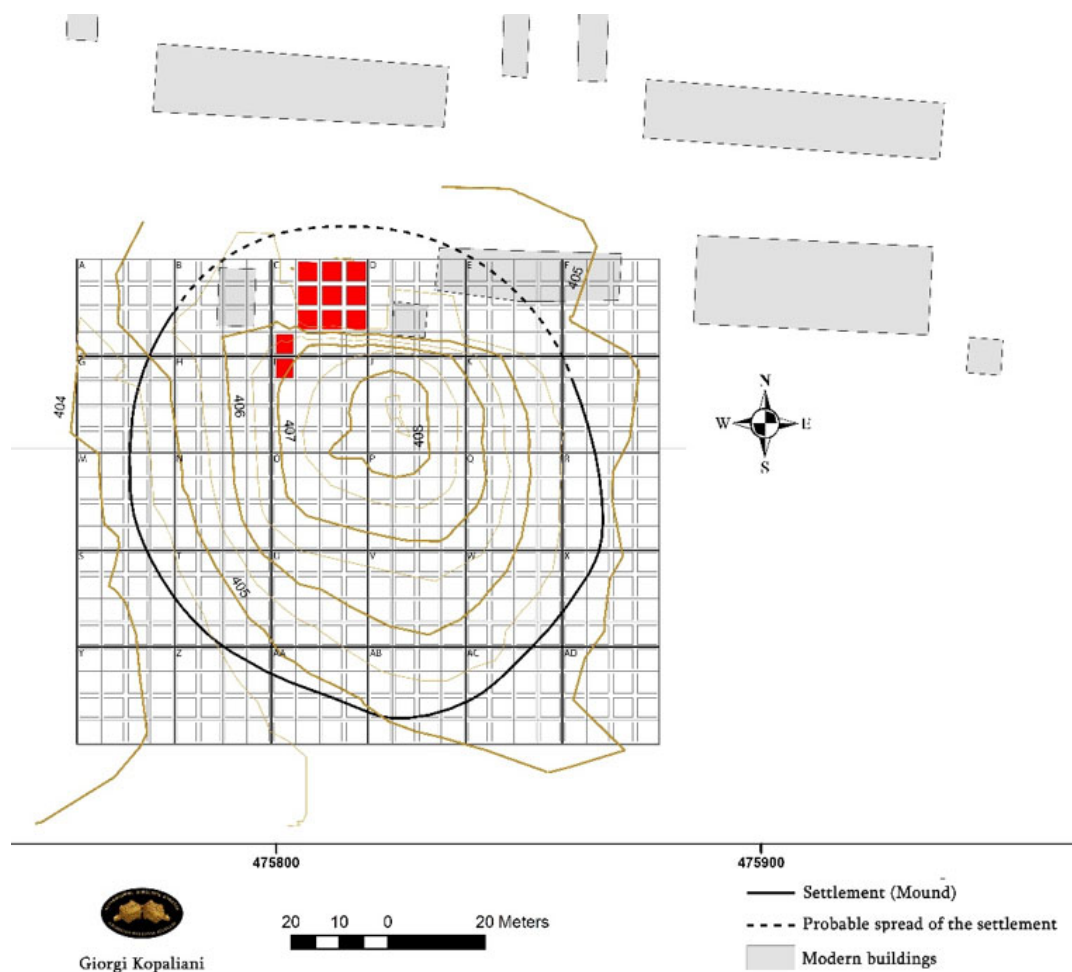 405
A B C D E F
G H J K
404
406
407
408
M N O P Q R
S T U V W X
405
Y Z AA AB AC AD
N
W E
S
475800 475900
20 10 0 20 Meters
Giorgi Kopaliani
Settlement (Mound)
Probable spread of the settlement
Modern buildings